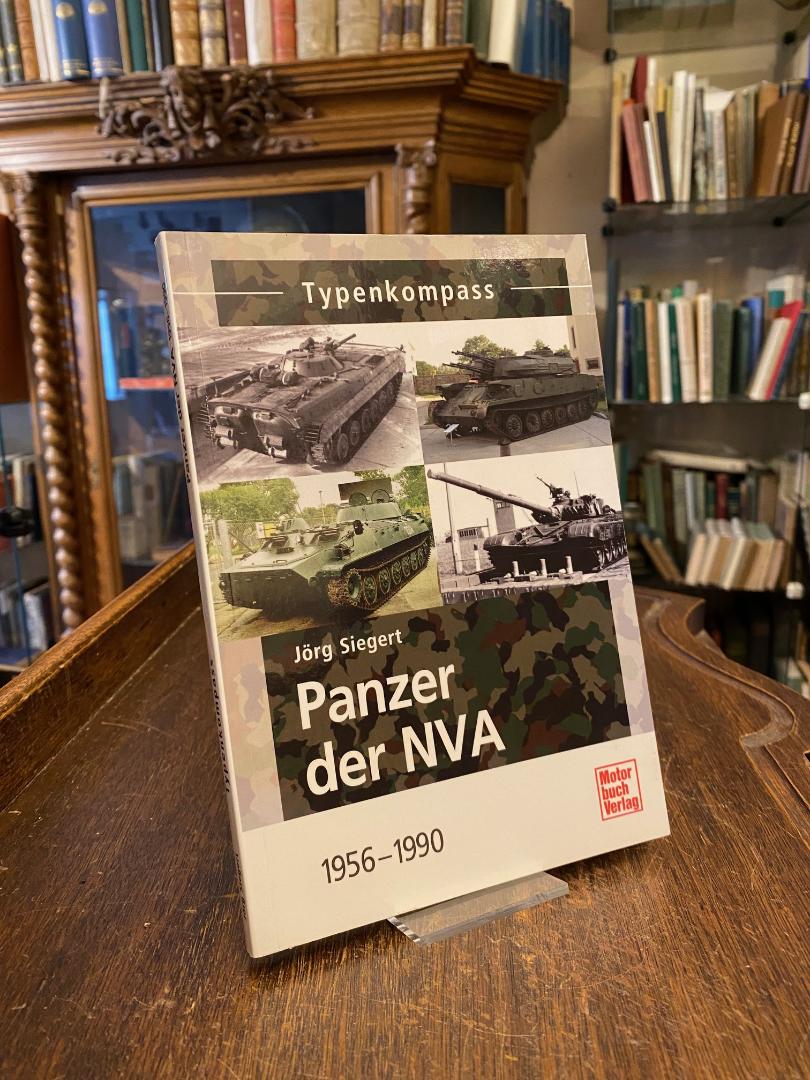 Typenkompass
Jörg Siegert
Panzer
der NVA
1956–1990
Motor
buch
Verlag